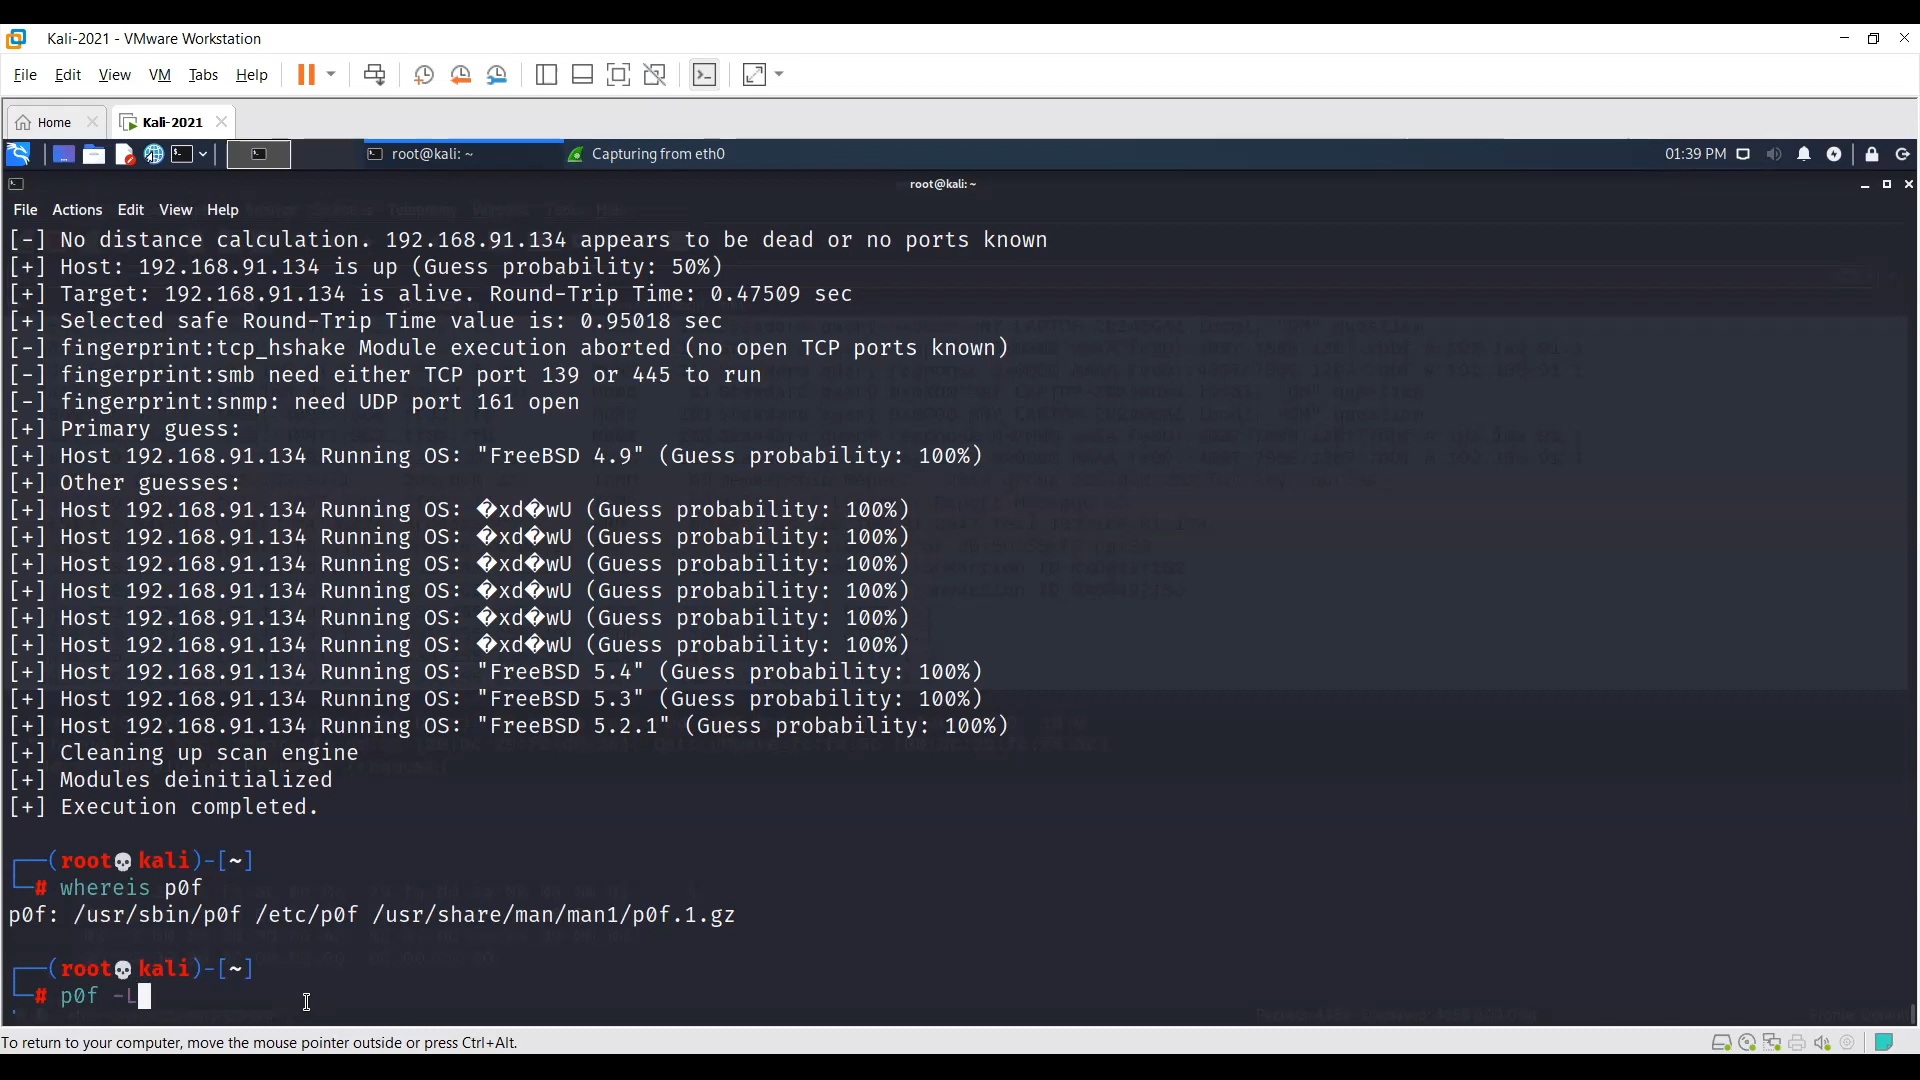 Kali-2021 - VMware Workstation
File Edit View VM Tabs Help
Home Kali-2021
root@kali: ~ Capturing from eth0 01:39 PM
root@kali: ~
File Actions Edit View Help
[-] No distance calculation. 192.168.91.134 appears to be dead or no ports known
[+] Host: 192.168.91.134 is up (Guess probability: 50%)
[+] Target: 192.168.91.134 is alive. Round-Trip Time: 0.47509 sec
[+] Selected safe Round-Trip Time value is: 0.95018 sec
[-] fingerprint:tcp_hshake Module execution aborted (no open TCP ports known)
[-] fingerprint:smb need either TCP port 139 or 445 to run
[-] fingerprint:snmp: need UDP port 161 open
[+] Primary guess:
[+] Host 192.168.91.134 Running OS: "FreeBSD 4.9" (Guess probability: 100%)
[+] Other guesses:
[+] Host 192.168.91.134 Running OS: �xd�wU (Guess probability: 100%)
[+] Host 192.168.91.134 Running OS: �xd�wU (Guess probability: 100%)
[+] Host 192.168.91.134 Running OS: �xd�wU (Guess probability: 100%)
[+] Host 192.168.91.134 Running OS: �xd�wU (Guess probability: 100%)
[+] Host 192.168.91.134 Running OS: �xd�wU (Guess probability: 100%)
[+] Host 192.168.91.134 Running OS: �xd�wU (Guess probability: 100%)
[+] Host 192.168.91.134 Running OS: "FreeBSD 5.4" (Guess probability: 100%)
[+] Host 192.168.91.134 Running OS: "FreeBSD 5.3" (Guess probability: 100%)
[+] Host 192.168.91.134 Running OS: "FreeBSD 5.2.1" (Guess probability: 100%)
[+] Cleaning up scan engine
[+] Modules deinitialized
[+] Execution completed.
┌──(root💀kali)-[~]
└─# whereis p0f
p0f: /usr/sbin/p0f /etc/p0f /usr/share/man/man1/p0f.1.gz
┌──(root💀kali)-[~]
└─# p0f -L
To return to your computer, move the mouse pointer outside or press Ctrl+Alt.